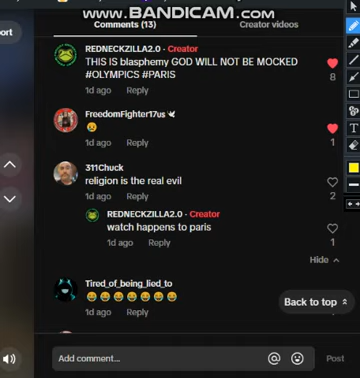 www.BANDICAM.com
ort
Comments (13)
Creator videos
REDNECKZILLA2.0 · Creator
THIS IS blasphemy GOD WILL NOT BE MOCKED
#OLYMPICS #PARIS
1d ago Reply
8
FreedomFighter17us 🕊
😢
1d ago Reply
1
311Chuck
religion is the real evil
1d ago Reply
2
REDNECKZILLA2.0 · Creator
watch happens to paris
1d ago Reply
1
Hide
Tired_of_being_lied_to
😂😂😂😂😂😂😂
1d ago Reply
Back to top
Add comment...
@
Post
T